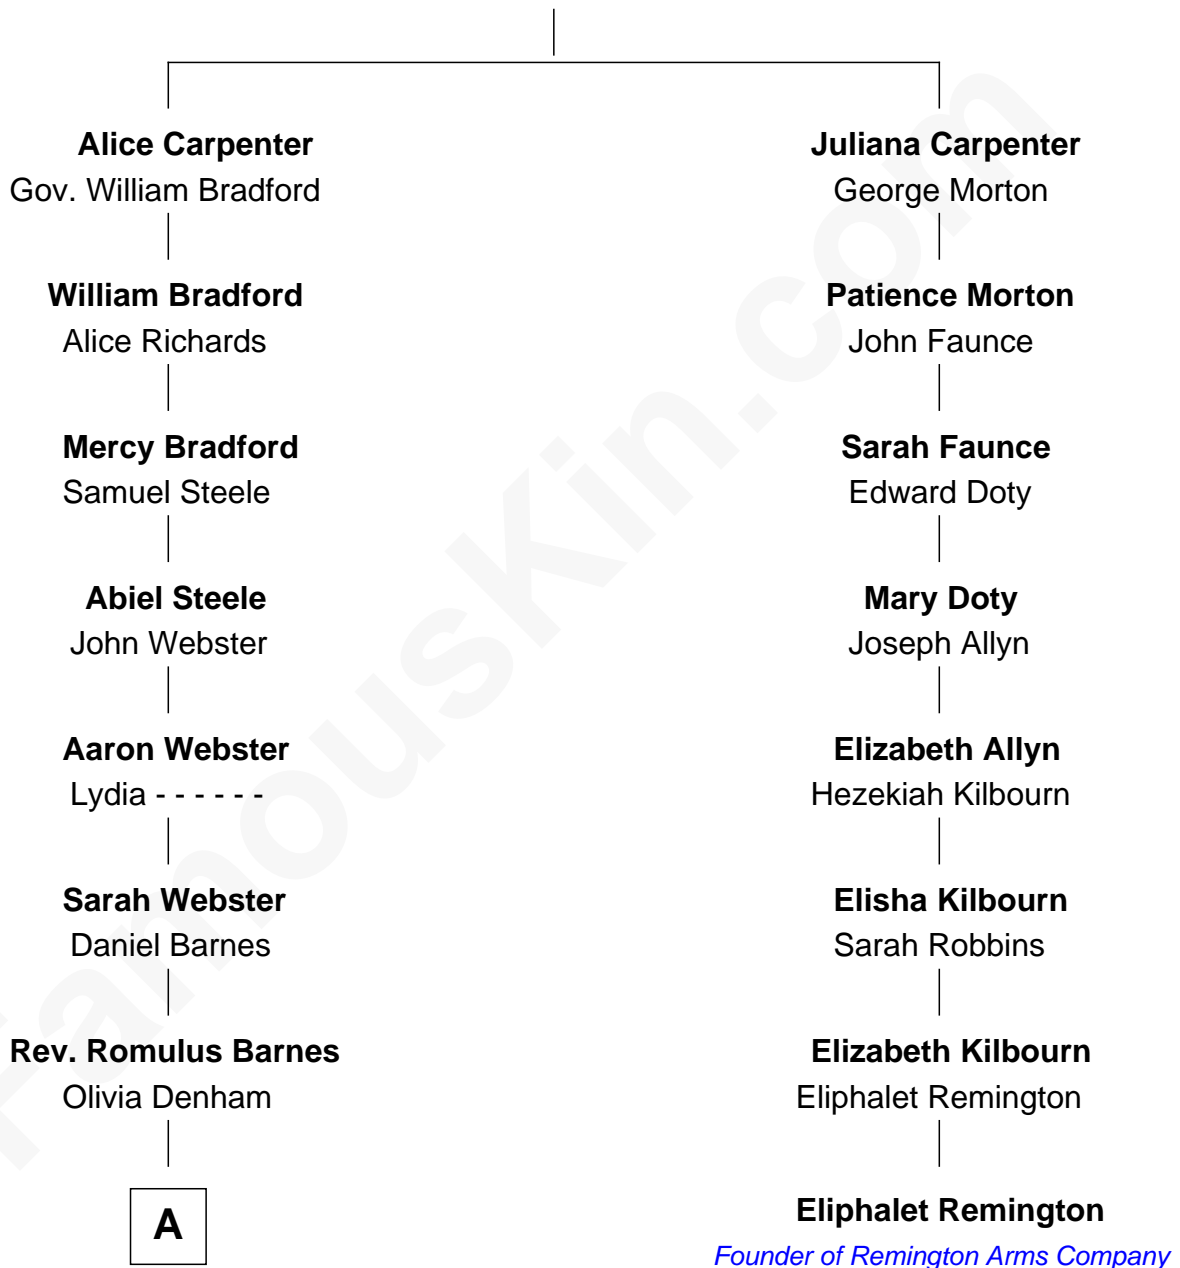 Alice Carpenter
Gov. William Bradford
William Bradford
Alice Richards
Mercy Bradford
Samuel Steele
Abiel Steele
John Webster
Aaron Webster
Lydia - - - - - -
Sarah Webster
Daniel Barnes
Rev. Romulus Barnes
Olivia Denham
A
Juliana Carpenter
George Morton
Patience Morton
John Faunce
Sarah Faunce
Edward Doty
Mary Doty
Joseph Allyn
Elizabeth Allyn
Hezekiah Kilbourn
Elisha Kilbourn
Sarah Robbins
Elizabeth Kilbourn
Eliphalet Remington
Eliphalet Remington
Founder of Remington Arms Company
FamousKin.com